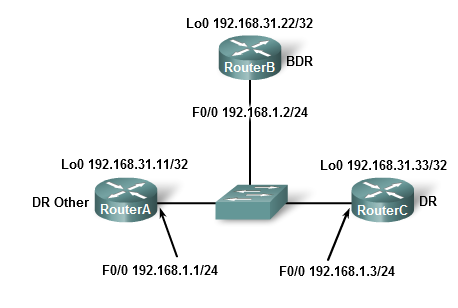 Lo0 192.168.31.22/32
RouterB
BDR
F0/0 192.168.1.2/24
Lo0 192.168.31.11/32
Lo0 192.168.31.33/32
DR Other
RouterA
RouterC
DR
F0/0 192.168.1.1/24
F0/0 192.168.1.3/24